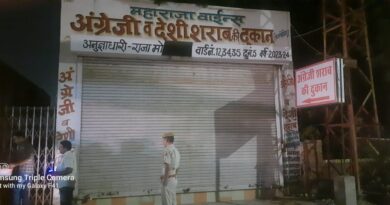 महाराजा वाईन्स
अंग्रेजी व देशी शराब की दुकान
अनुज्ञाधारी - राजा
वार्ड नं.
अंग्रेजी शराब
की दुकान
अं
ग्रे
जी
व
Samsung Triple Camera
Shot with my Galaxy F41